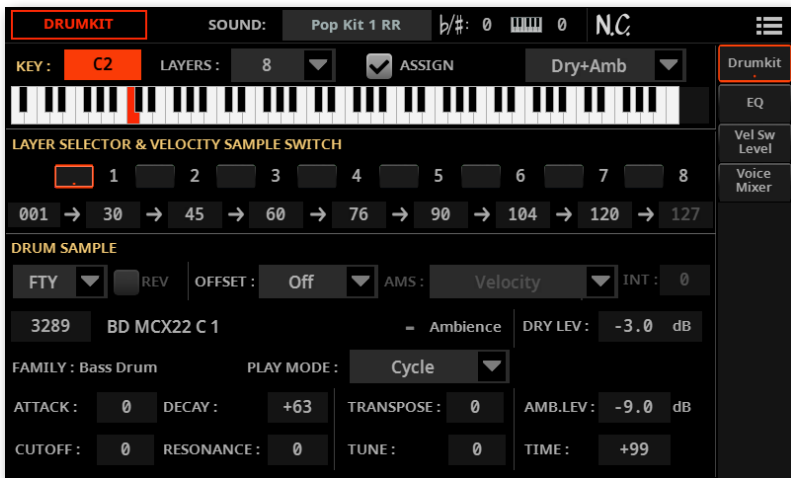 DRUMKIT SOUND: Pop Kit 1 RR ♭/♯: 0 0 N.C.
KEY: C2 LAYERS: 8 ASSIGN Dry+Amb Drumkit
EQ
LAYER SELECTOR & VELOCITY SAMPLE SWITCH
Vel Sw
Level
1 2 3 4 5 6 7 8
Voice
Mixer
001 → 30 → 45 → 60 → 76 → 90 → 104 → 120 → 127
DRUM SAMPLE
FTY REV OFFSET: Off AMS: Velocity INT: 0
3289 BD MCX22 C 1 – Ambience DRY LEV: -3.0 dB
FAMILY : Bass Drum PLAY MODE: Cycle
ATTACK: 0 DECAY: +63 TRANSPOSE: 0 AMB.LEV: -9.0 dB
CUTOFF: 0 RESONANCE: 0 TUNE: 0 TIME: +99